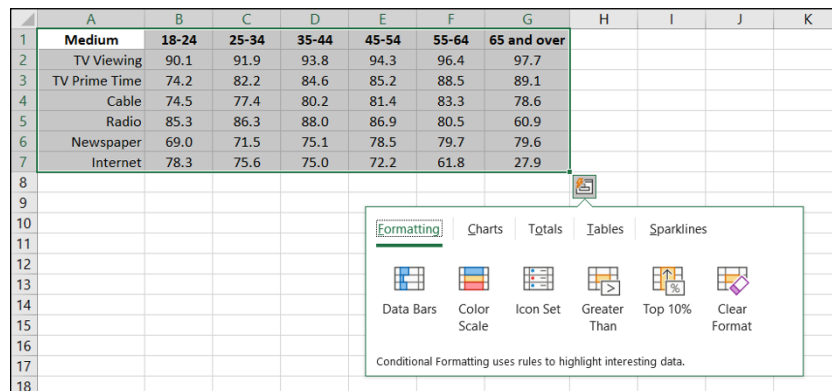 A B C D E F G H I J K
1 Medium 18-24 25-34 35-44 45-54 55-64 65 and over
2 TV Viewing 90.1 91.9 93.8 94.3 96.4 97.7
3 TV Prime Time 74.2 82.2 84.6 85.2 88.5 89.1
4 Cable 74.5 77.4 80.2 81.4 83.3 78.6
5 Radio 85.3 86.3 88.0 86.9 80.5 60.9
6 Newspaper 69.0 71.5 75.1 78.5 79.7 79.6
7 Internet 78.3 75.6 75.0 72.2 61.8 27.9
8
9
10
Formatting Charts Totals Tables Sparklines
11
12
13
14
Data Bars Color Scale Icon Set Greater Than Top 10% Clear Format
15
16
17
Conditional Formatting uses rules to highlight interesting data.
18